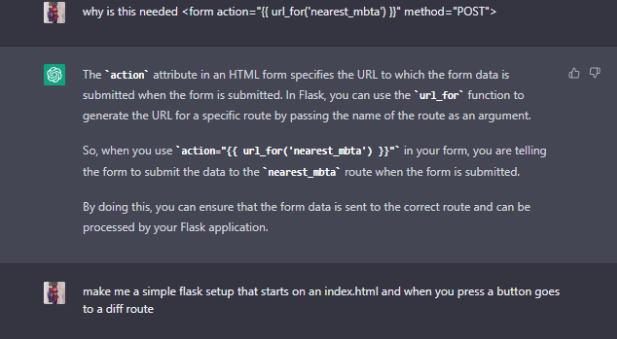 why is this needed <form action="{{ url_for('nearest_mbta') }}" method="POST">
The `action` attribute in an HTML form specifies the URL to which the form data is
submitted when the form is submitted. In Flask, you can use the `url_for` function to
generate the URL for a specific route by passing the name of the route as an argument.
So, when you use `action="{{ url_for('nearest_mbta') }}"` in your form, you are telling
the form to submit the data to the `nearest_mbta` route when the form is submitted.
By doing this, you can ensure that the form data is sent to the correct route and can be
processed by your Flask application.
make me a simple flask setup that starts on an index.html and when you press a button goes
to a diff route